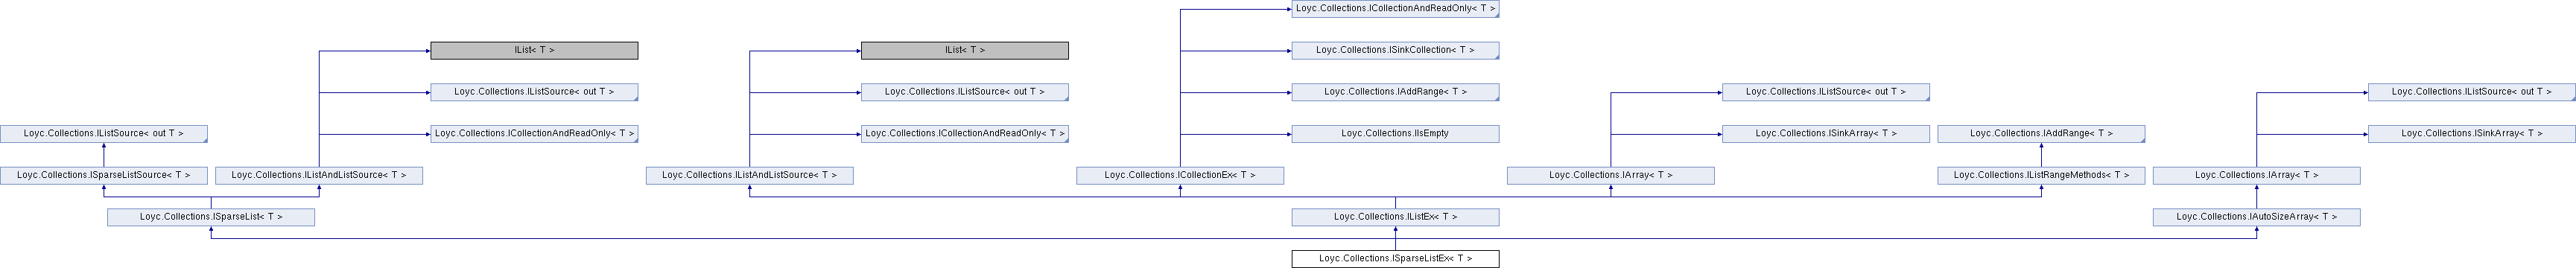 Loyc.Collections.ICollectionAndReadOnly< T >
IList< T >
IList< T >
Loyc.Collections.ISinkCollection< T >
Loyc.Collections.IListSource< out T >
Loyc.Collections.IListSource< out T >
Loyc.Collections.IAddRange< T >
Loyc.Collections.IListSource< out T >
Loyc.Collections.IListSource< out T >
Loyc.Collections.IListSource< out T >
Loyc.Collections.ICollectionAndReadOnly< T >
Loyc.Collections.ICollectionAndReadOnly< T >
Loyc.Collections.IIsEmpty
Loyc.Collections.ISinkArray< T >
Loyc.Collections.IAddRange< T >
Loyc.Collections.ISinkArray< T >
Loyc.Collections.ISparseListSource< T >
Loyc.Collections.IListAndListSource< T >
Loyc.Collections.IListAndListSource< T >
Loyc.Collections.ICollectionEx< T >
Loyc.Collections.IArray< T >
Loyc.Collections.IListRangeMethods< T >
Loyc.Collections.IArray< T >
Loyc.Collections.ISparseList< T >
Loyc.Collections.IListEx< T >
Loyc.Collections.IAutoSizeArray< T >
Loyc.Collections.ISparseListEx< T >